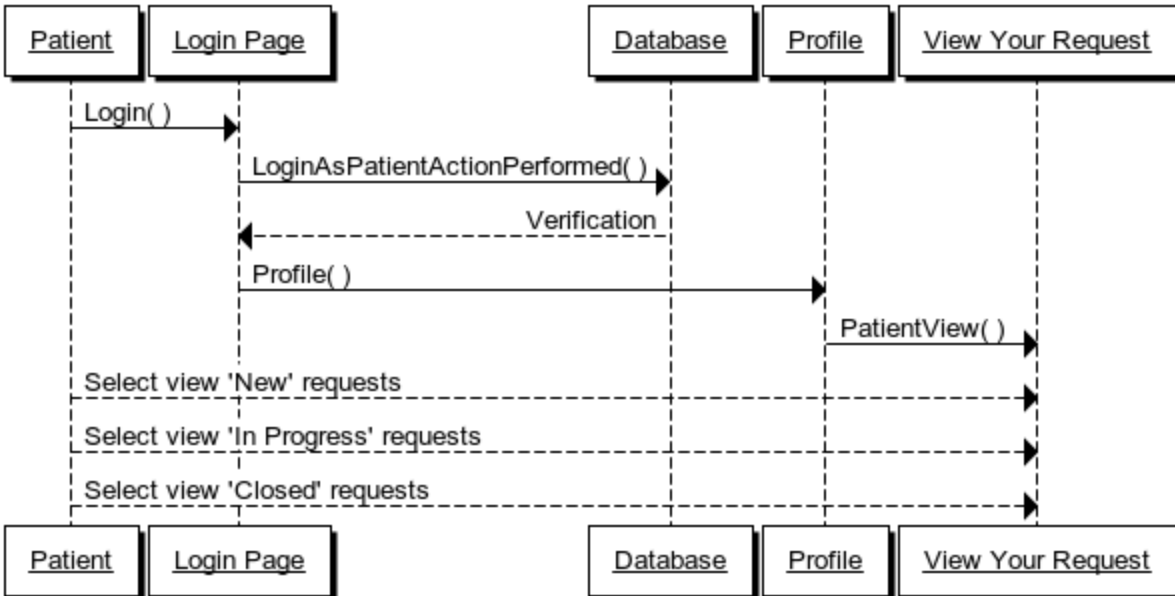 Patient
Login Page
Database
Profile
View Your Request
Login( )
LoginAsPatientActionPerformed( )
Verification
Profile( )
PatientView( )
Select view 'New' requests
Select view 'In Progress' requests
Select view 'Closed' requests
Patient
Login Page
Database
Profile
View Your Request